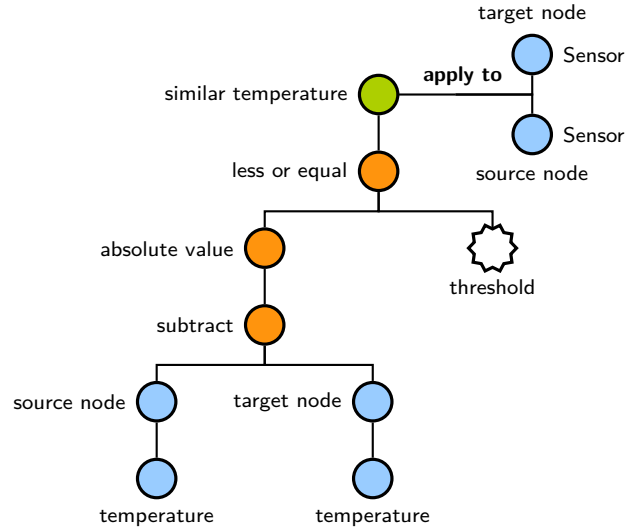 target node
Sensor
apply to
similar temperature
Sensor
less or equal
source node
absolute value
threshold
subtract
source node
target node
temperature
temperature